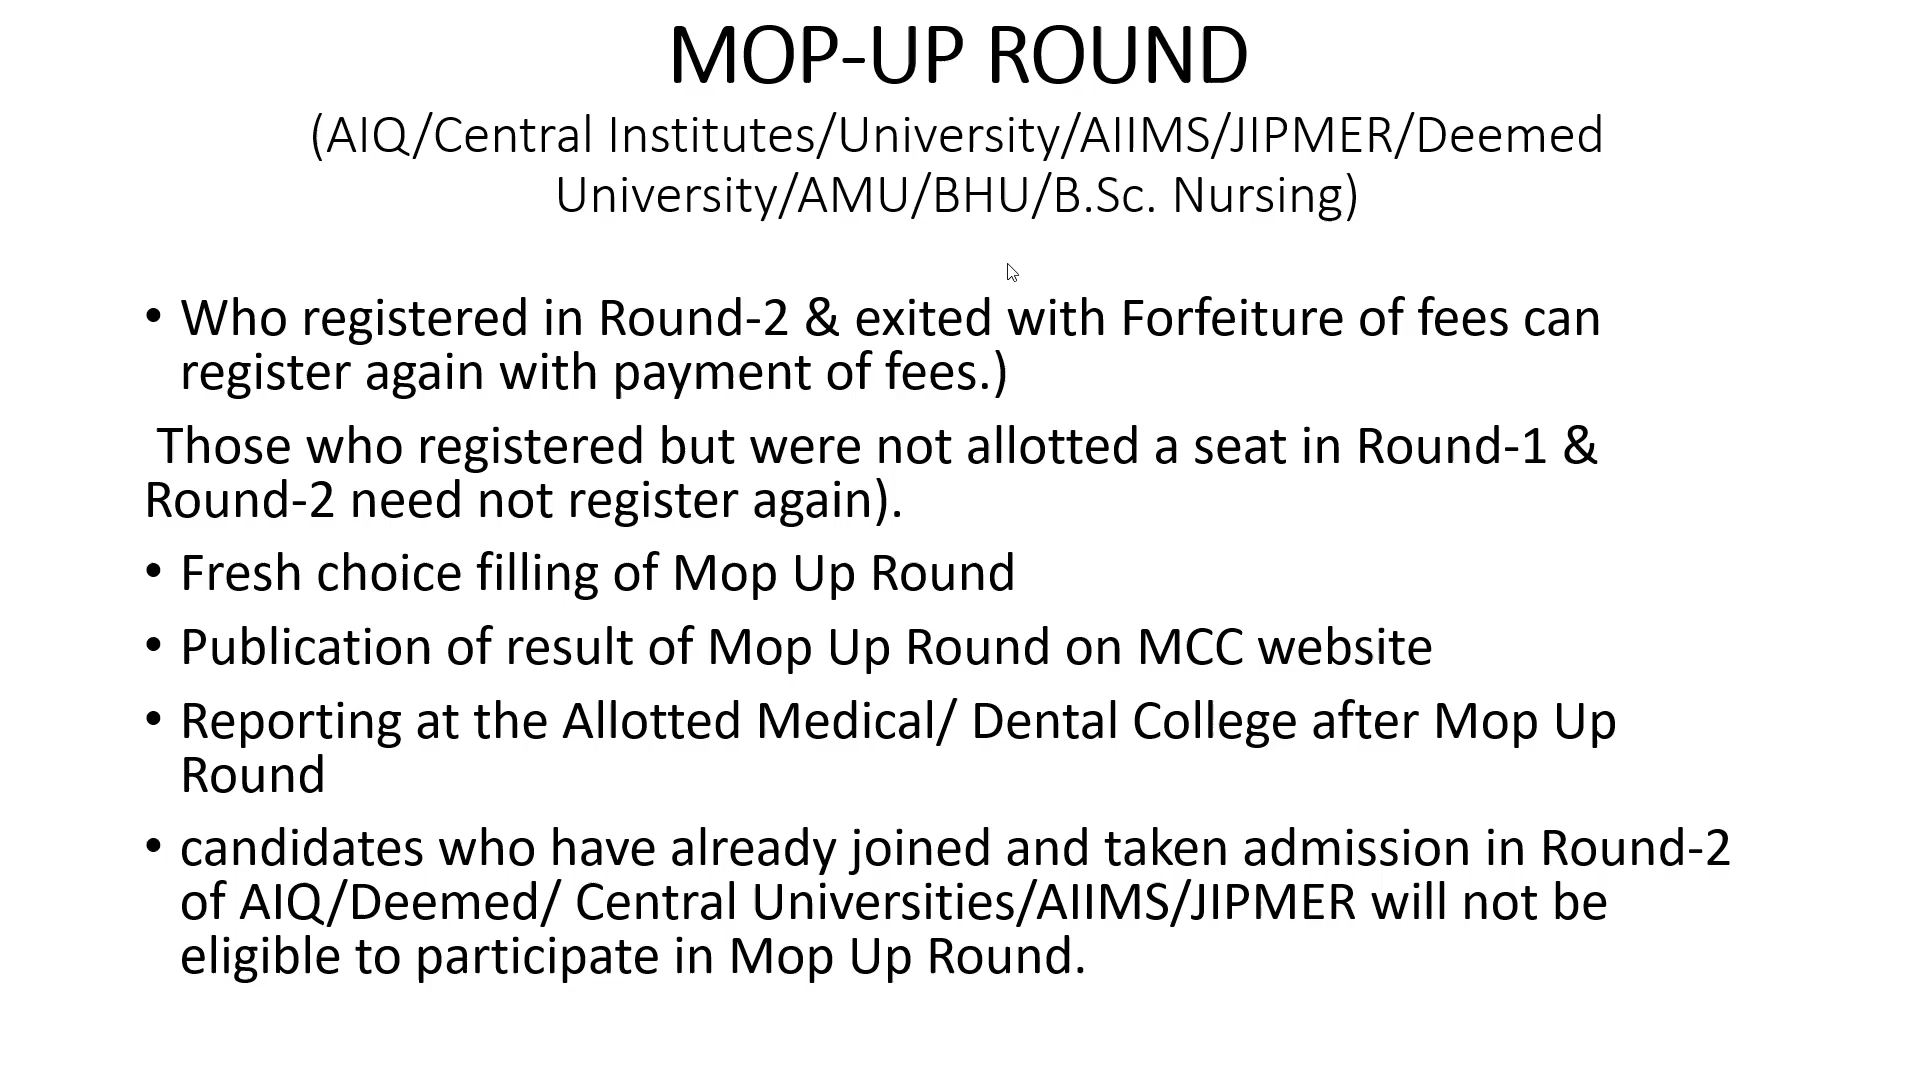 MOP-UP ROUND
(AIQ/Central Institutes/University/AIIMS/JIPMER/Deemed
University/AMU/BHU/B.Sc. Nursing)
• Who registered in Round-2 & exited with Forfeiture of fees can
register again with payment of fees.)
Those who registered but were not allotted a seat in Round-1 &
Round-2 need not register again).
• Fresh choice filling of Mop Up Round
• Publication of result of Mop Up Round on MCC website
• Reporting at the Allotted Medical/ Dental College after Mop Up
Round
• candidates who have already joined and taken admission in Round-2
of AIQ/Deemed/ Central Universities/AIIMS/JIPMER will not be
eligible to participate in Mop Up Round.